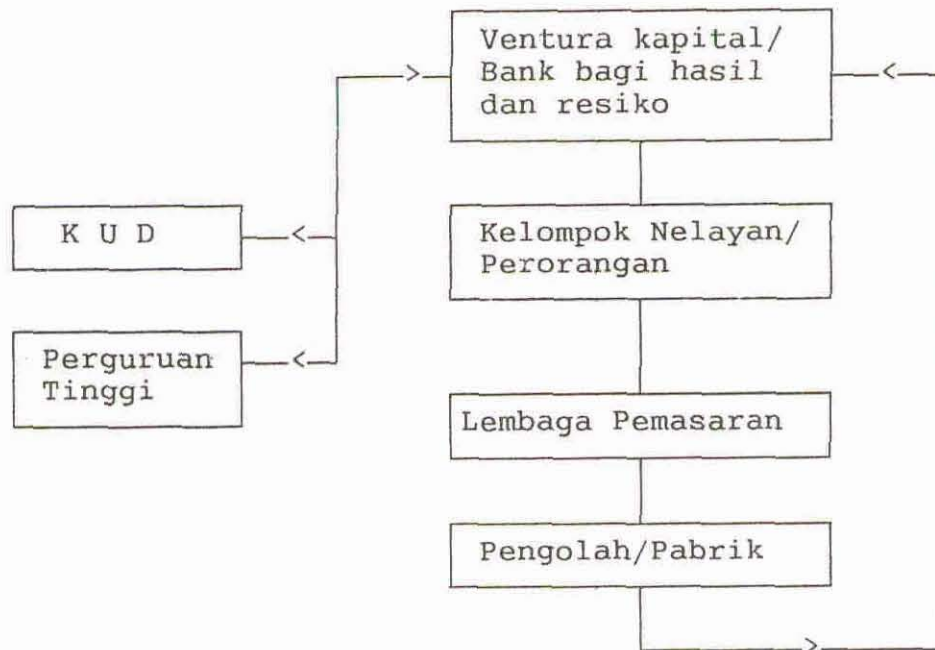 Ventura kapital/
Bank bagi hasil
dan resiko
K U D
Kelompok Nelayan/
Perorangan
Perguruan
Tinggi
Lembaga Pemasaran
Pengolah/Pabrik